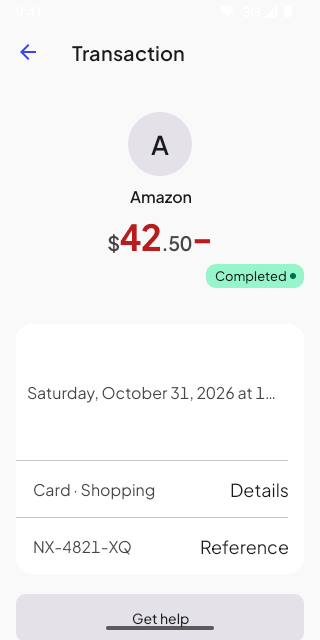 9:41 3G
Transaction
A
Amazon
$42.50−
Completed
Saturday, October 31, 2026 at 1…
Card · Shopping Details
NX-4821-XQ Reference
Get help